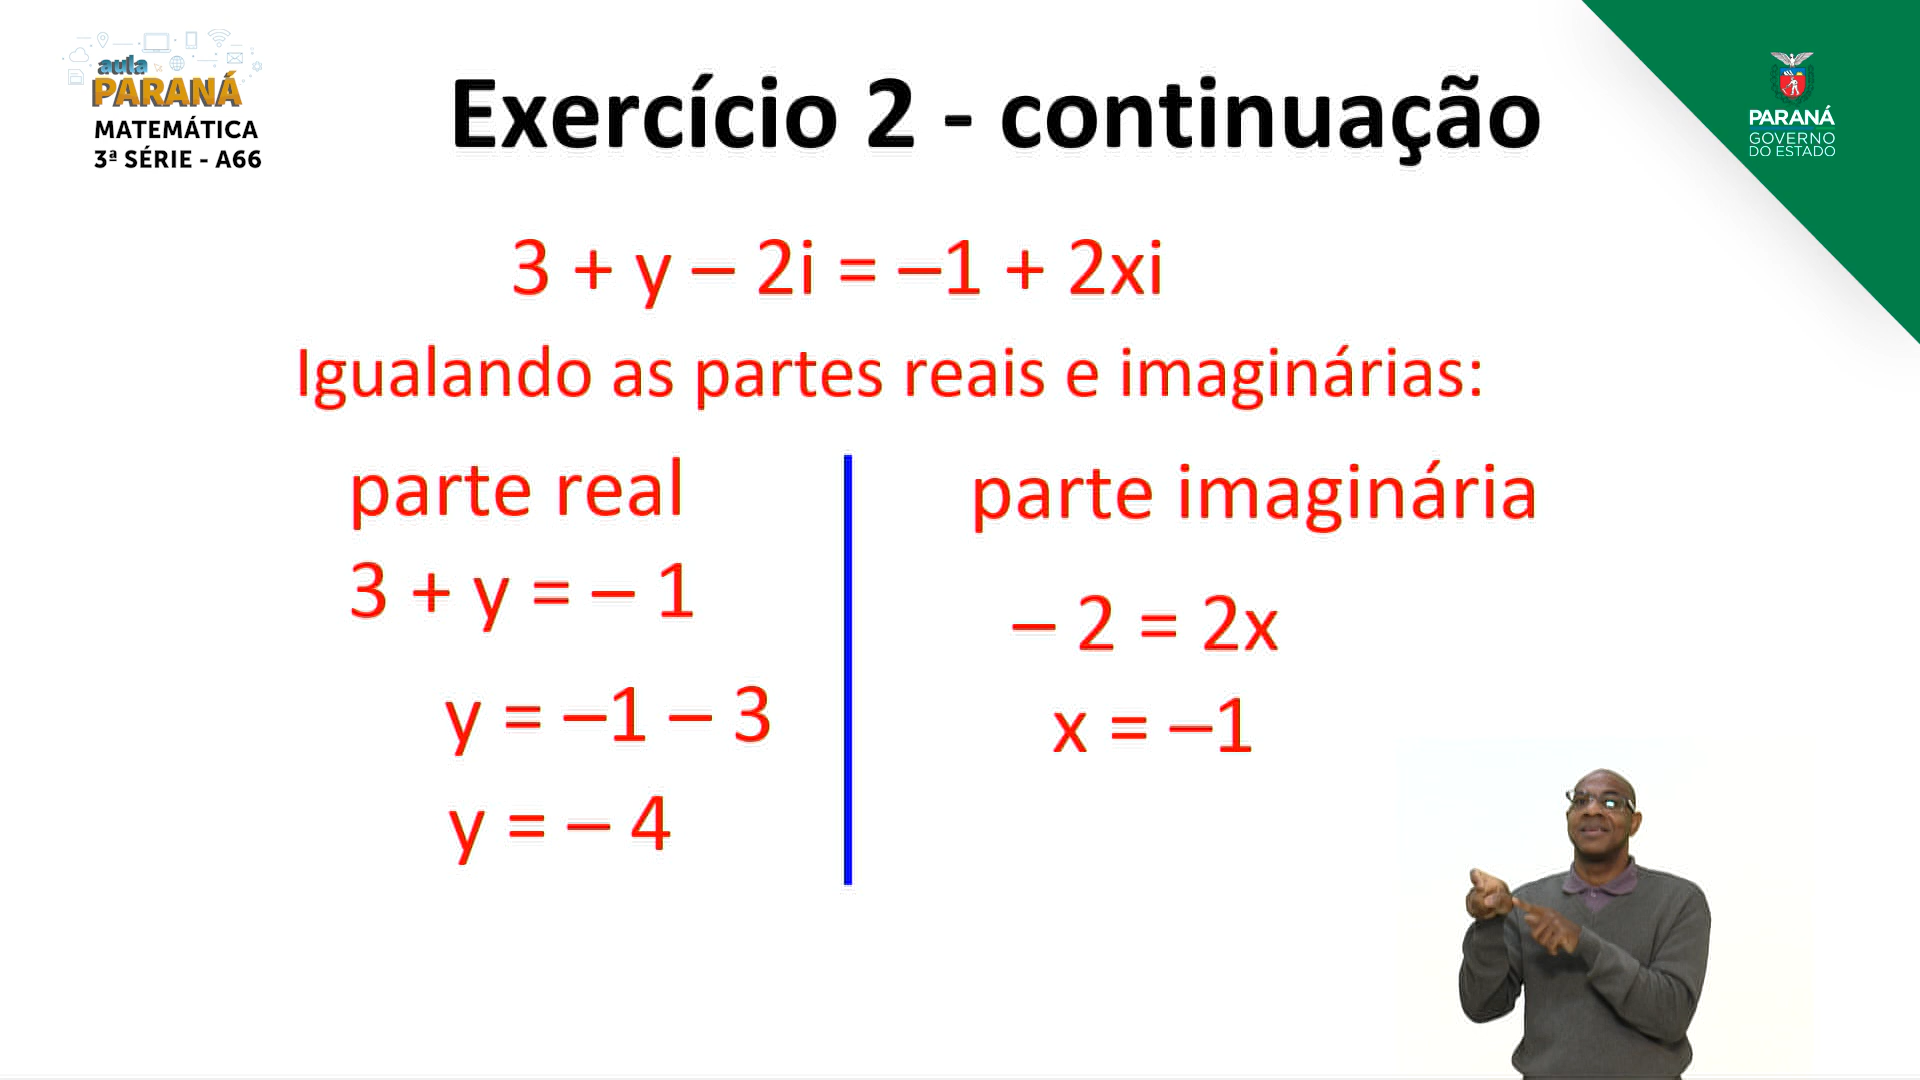 aula
PARANÁ
MATEMÁTICA
3ª SÉRIE - A66
Exercício 2 - continuação
PARANÁ
GOVERNO
DO ESTADO
3 + y – 2i = –1 + 2xi
Igualando as partes reais e imaginárias:
parte real
3 + y = – 1
y = –1 – 3
y = – 4
parte imaginária
– 2 = 2x
x = –1